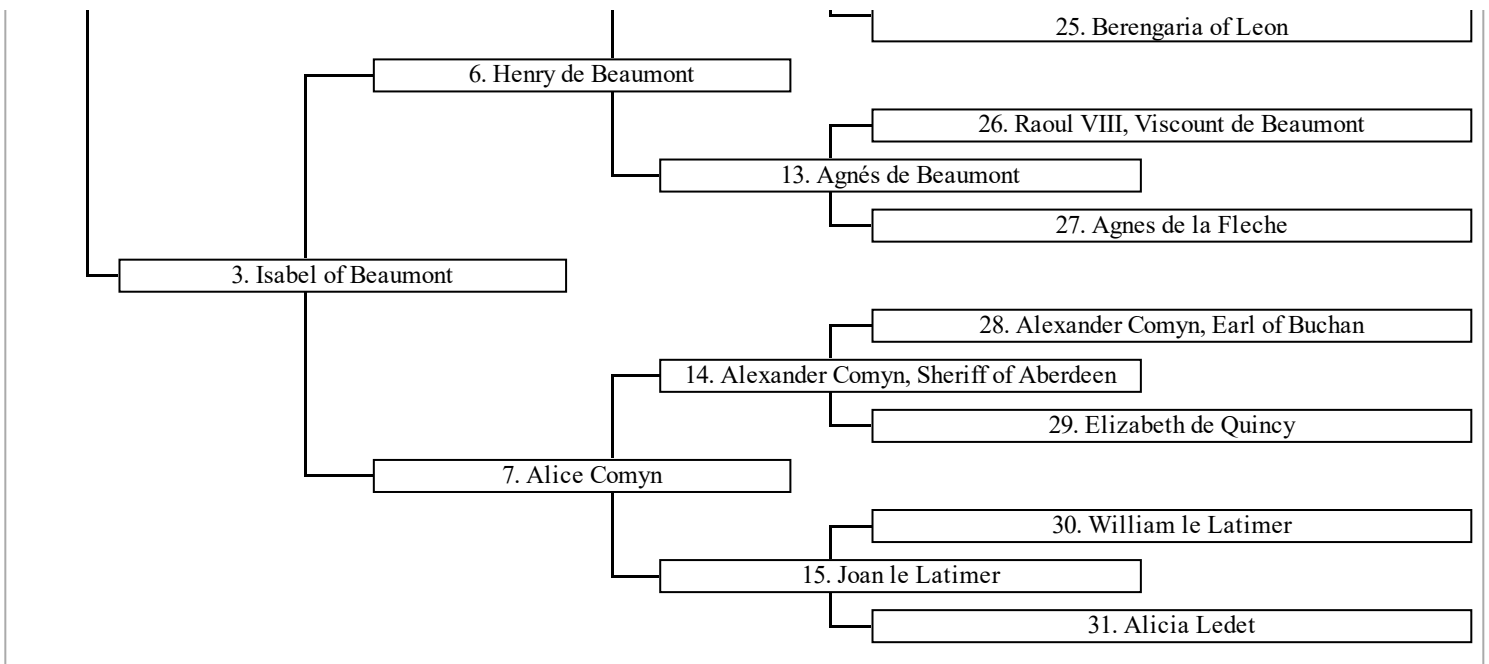 25. Berengaria of Leon
6. Henry de Beaumont
26. Raoul VIII, Viscount de Beaumont
13. Agnés de Beaumont
27. Agnes de la Fleche
3. Isabel of Beaumont
28. Alexander Comyn, Earl of Buchan
14. Alexander Comyn, Sheriff of Aberdeen
29. Elizabeth de Quincy
7. Alice Comyn
30. William le Latimer
15. Joan le Latimer
31. Alicia Ledet